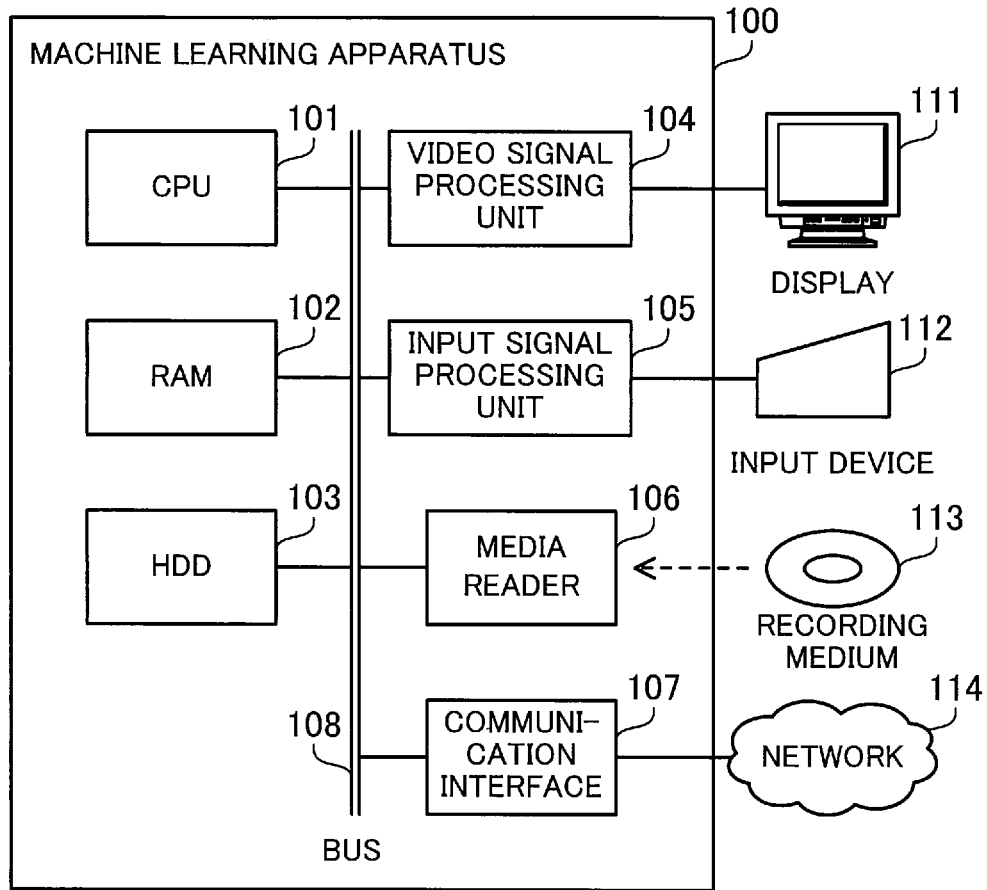 100
MACHINE LEARNING APPARATUS
101
CPU
104
VIDEO SIGNAL
PROCESSING
UNIT
111
DISPLAY
102
RAM
105
INPUT SIGNAL
PROCESSING
UNIT
112
INPUT DEVICE
103
HDD
106
MEDIA
READER
113
RECORDING
MEDIUM
108
BUS
107
COMMUNI-
CATION
INTERFACE
114
NETWORK